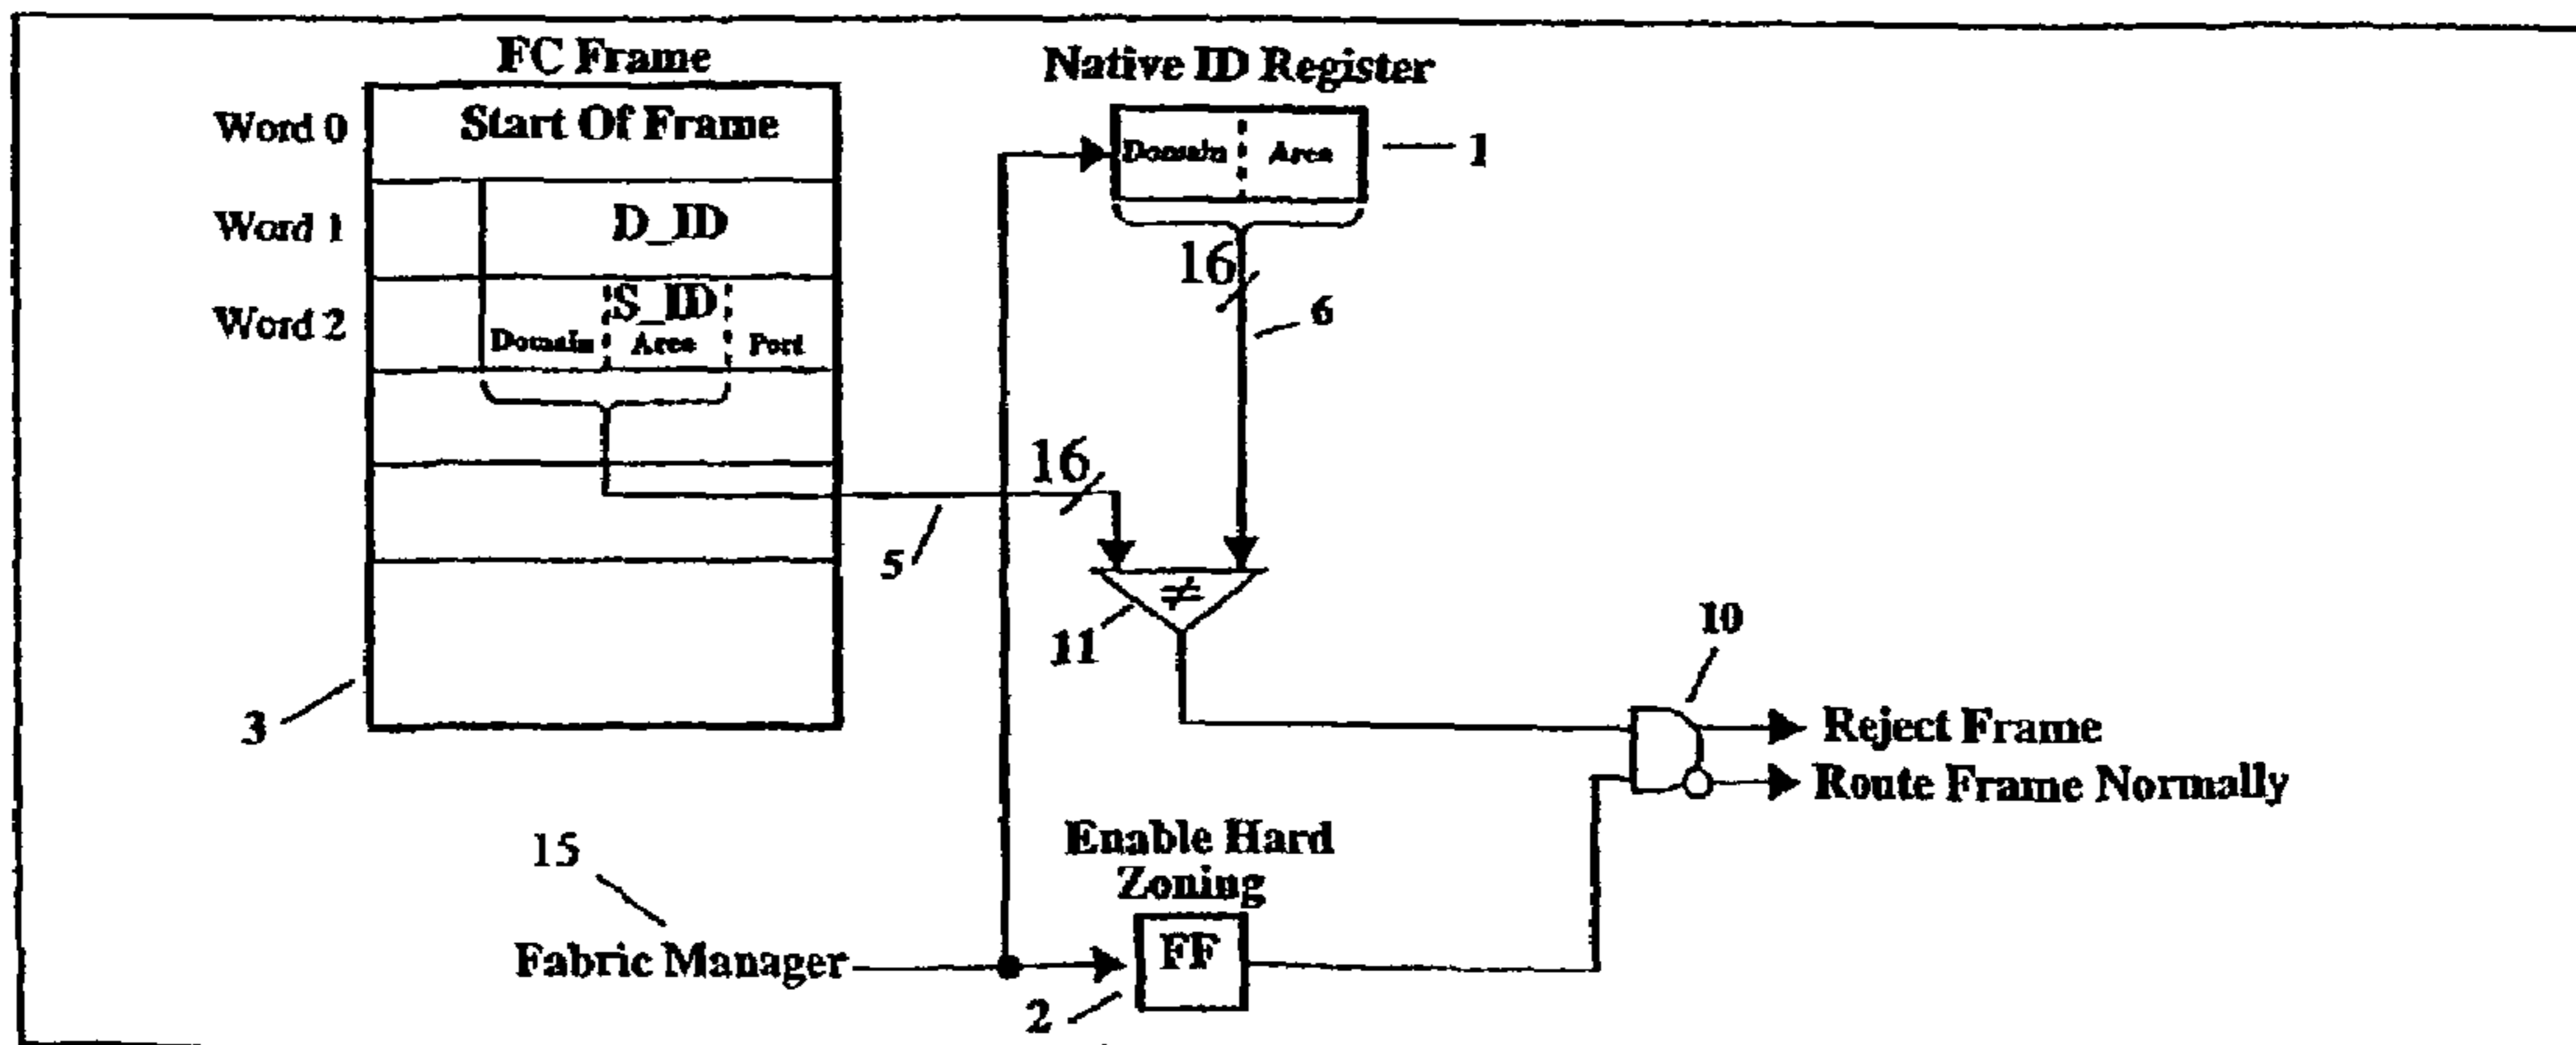 FC Frame
Native ID Register
Word 0
Start Of Frame
Domain
Area
1
Word 1
D_ID
16
6
Word 2
S_ID
Domain
Area
Port
16
5
≠
11
10
3
Reject Frame
Route Frame Normally
15
Enable Hard
Zoning
Fabric Manager
FF
2